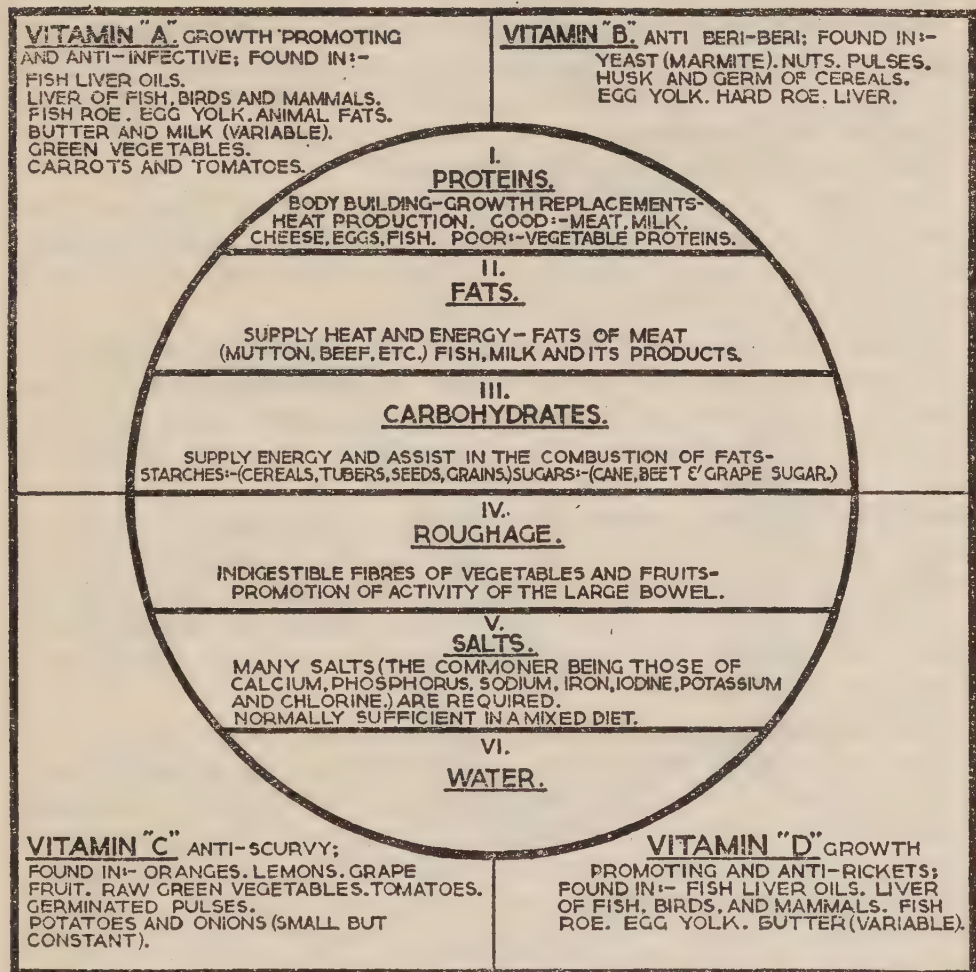 VITAMIN "A". GROWTH PROMOTING
AND ANTI-INFECTIVE; FOUND IN:-
FISH LIVER OILS.
LIVER OF FISH, BIRDS AND MAMMALS.
FISH ROE. EGG YOLK. ANIMAL FATS.
BUTTER AND MILK (VARIABLE).
GREEN VEGETABLES.
CARROTS AND TOMATOES.
VITAMIN "B". ANTI BERI-BERI; FOUND IN:-
YEAST (MARMITE). NUTS. PULSES.
HUSK AND GERM OF CEREALS.
EGG YOLK. HARD ROE. LIVER.
I.
PROTEINS.
BODY BUILDING-GROWTH REPLACEMENTS-
HEAT PRODUCTION. GOOD:-MEAT, MILK,
CHEESE, EGGS, FISH. POOR:-VEGETABLE PROTEINS.
II.
FATS.
SUPPLY HEAT AND ENERGY- FATS OF MEAT
(MUTTON, BEEF, ETC.) FISH, MILK AND ITS PRODUCTS.
III.
CARBOHYDRATES.
SUPPLY ENERGY AND ASSIST IN THE COMBUSTION OF FATS-
STARCHES:-(CEREALS, TUBERS, SEEDS, GRAINS.) SUGARS:-(CANE, BEET & GRAPE SUGAR.)
IV.
ROUGHAGE.
INDIGESTIBLE FIBRES OF VEGETABLES AND FRUITS-
PROMOTION OF ACTIVITY OF THE LARGE BOWEL.
V.
SALTS.
MANY SALTS (THE COMMONER BEING THOSE OF
CALCIUM, PHOSPHORUS, SODIUM, IRON, IODINE, POTASSIUM
AND CHLORINE.) ARE REQUIRED.
NORMALLY SUFFICIENT IN A MIXED DIET.
VI.
WATER.
VITAMIN "C" ANTI-SCURVY;
FOUND IN:- ORANGES. LEMONS. GRAPE
FRUIT. RAW GREEN VEGETABLES. TOMATOES.
GERMINATED PULSES.
POTATOES AND ONIONS (SMALL BUT
CONSTANT).
VITAMIN "D" GROWTH
PROMOTING AND ANTI-RICKETS;
FOUND IN:- FISH LIVER OILS. LIVER
OF FISH, BIRDS, AND MAMMALS. FISH
ROE. EGG YOLK. BUTTER (VARIABLE).